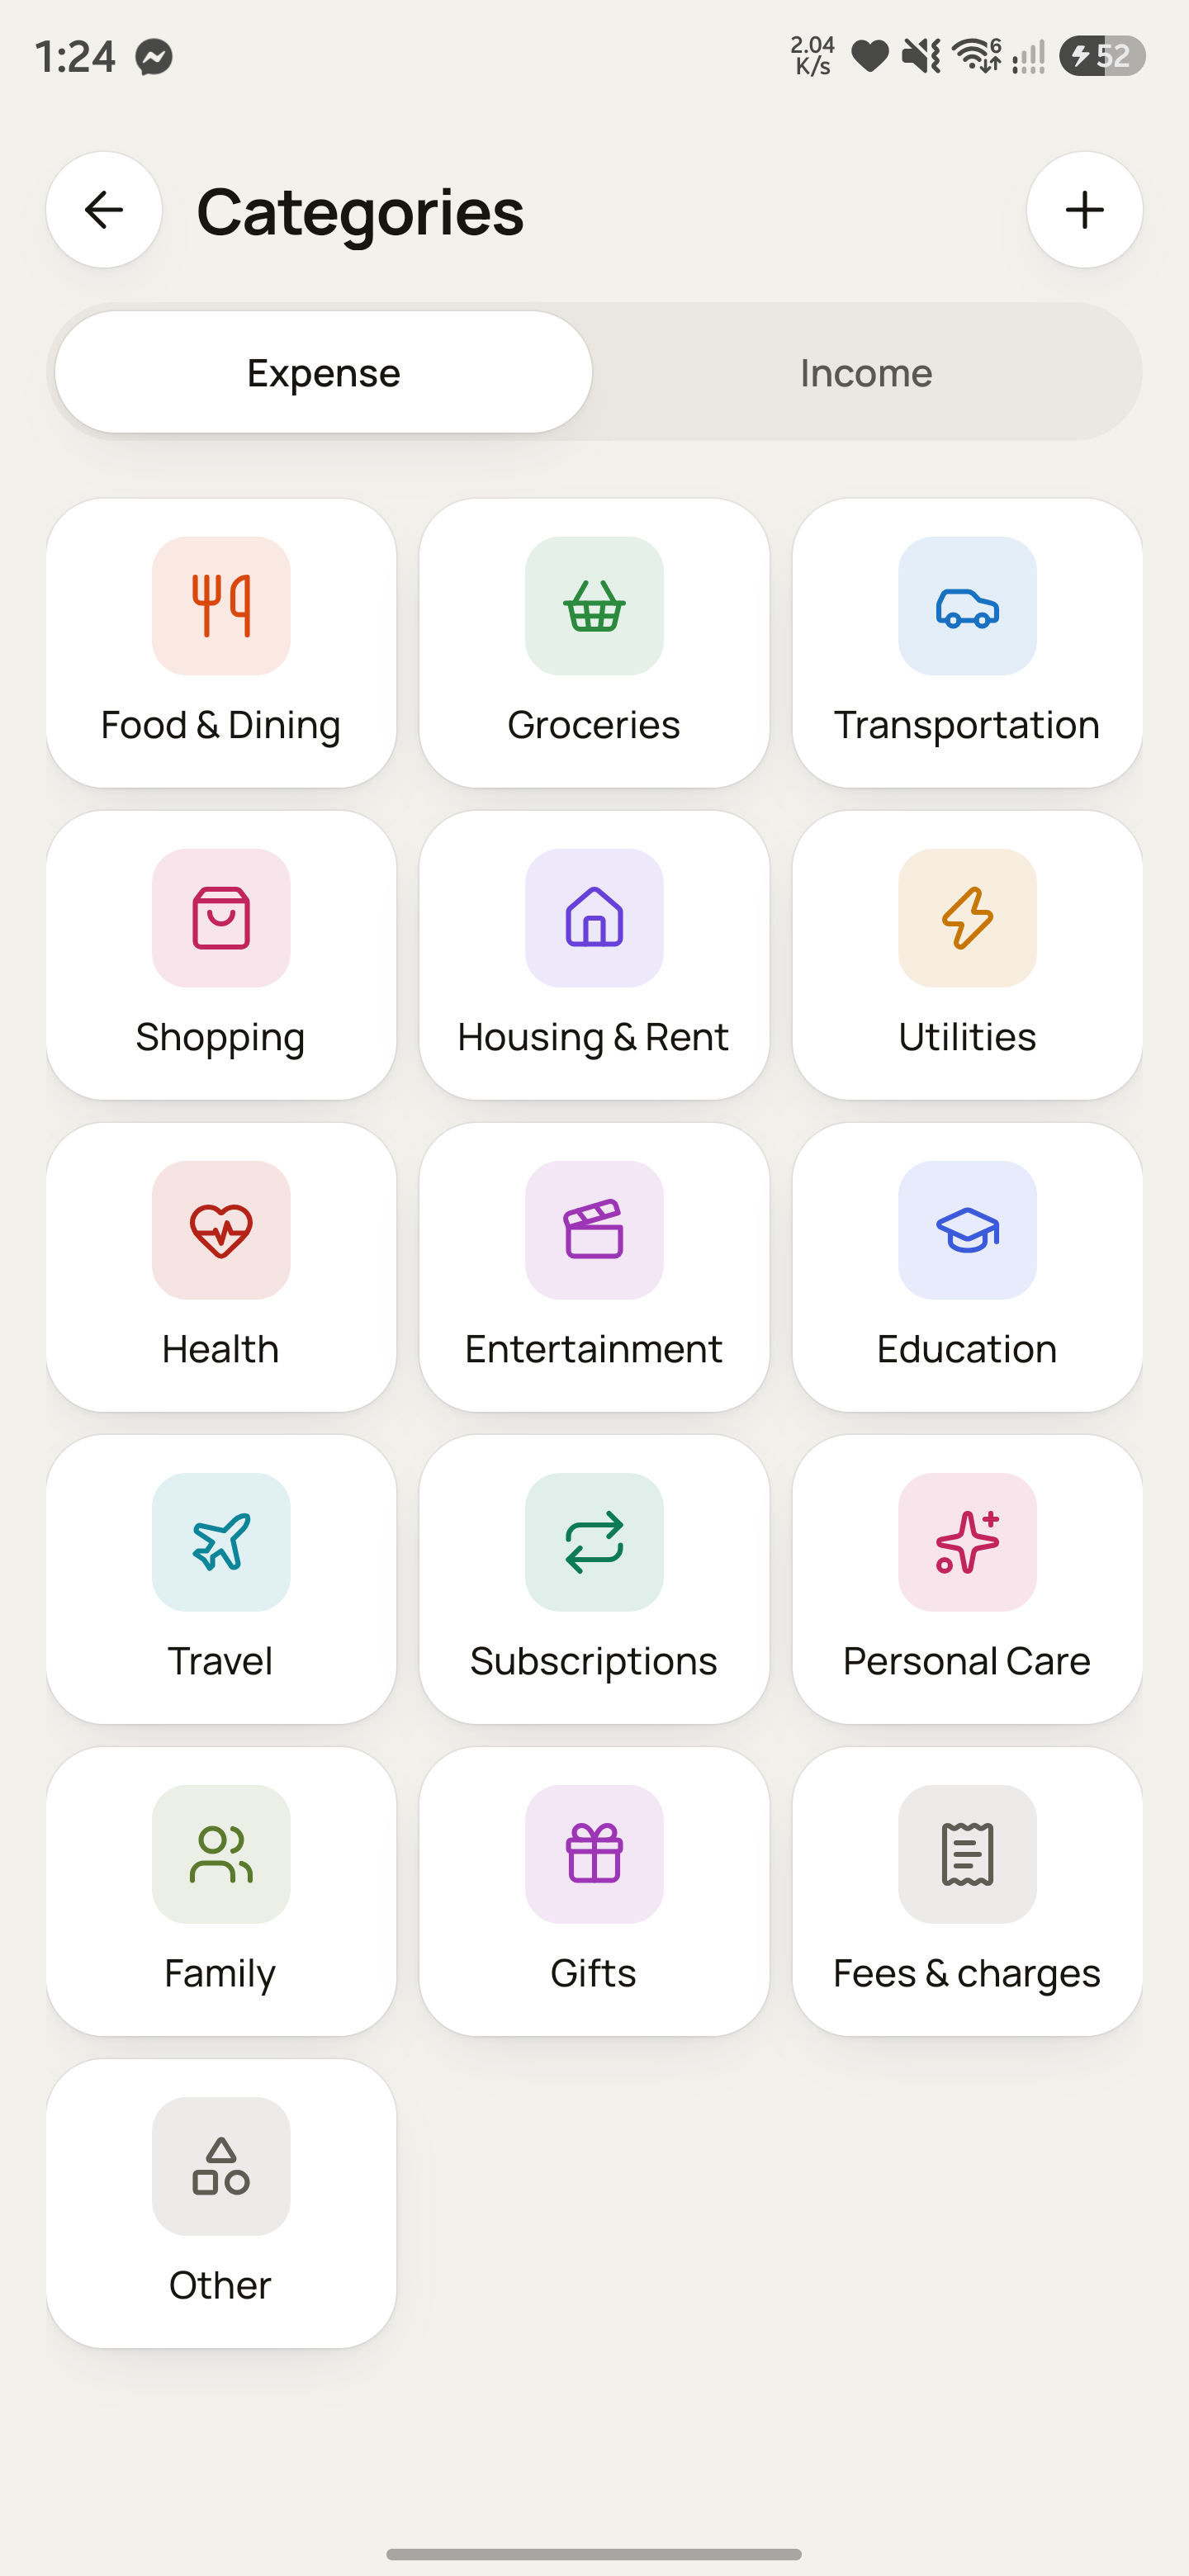 1:24
2.04
K/s
6
52
Categories
Expense
Income
Food & Dining
Groceries
Transportation
Shopping
Housing & Rent
Utilities
Health
Entertainment
Education
Travel
Subscriptions
Personal Care
Family
Gifts
Fees & charges
Other